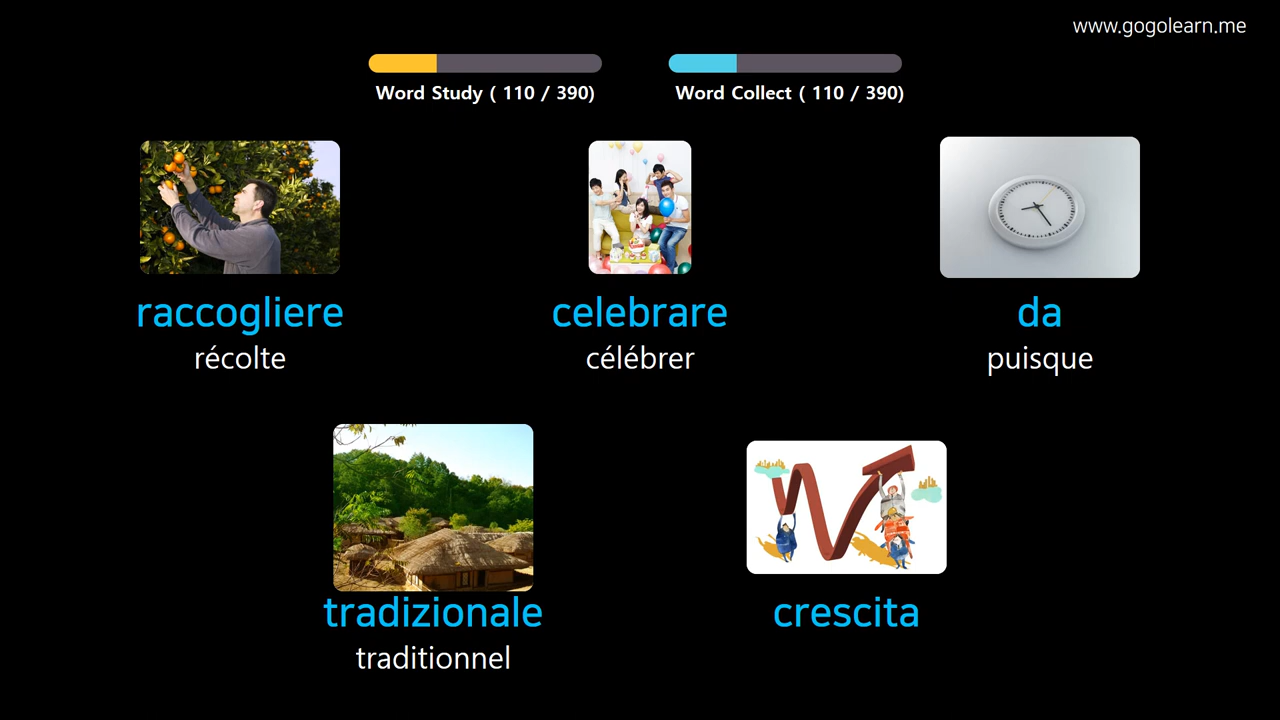 www.gogolearn.me
Word Study ( 110 / 390)
Word Collect ( 110 / 390)
raccogliere
récolte
celebrare
célébrer
da
puisque
tradizionale
traditionnel
crescita